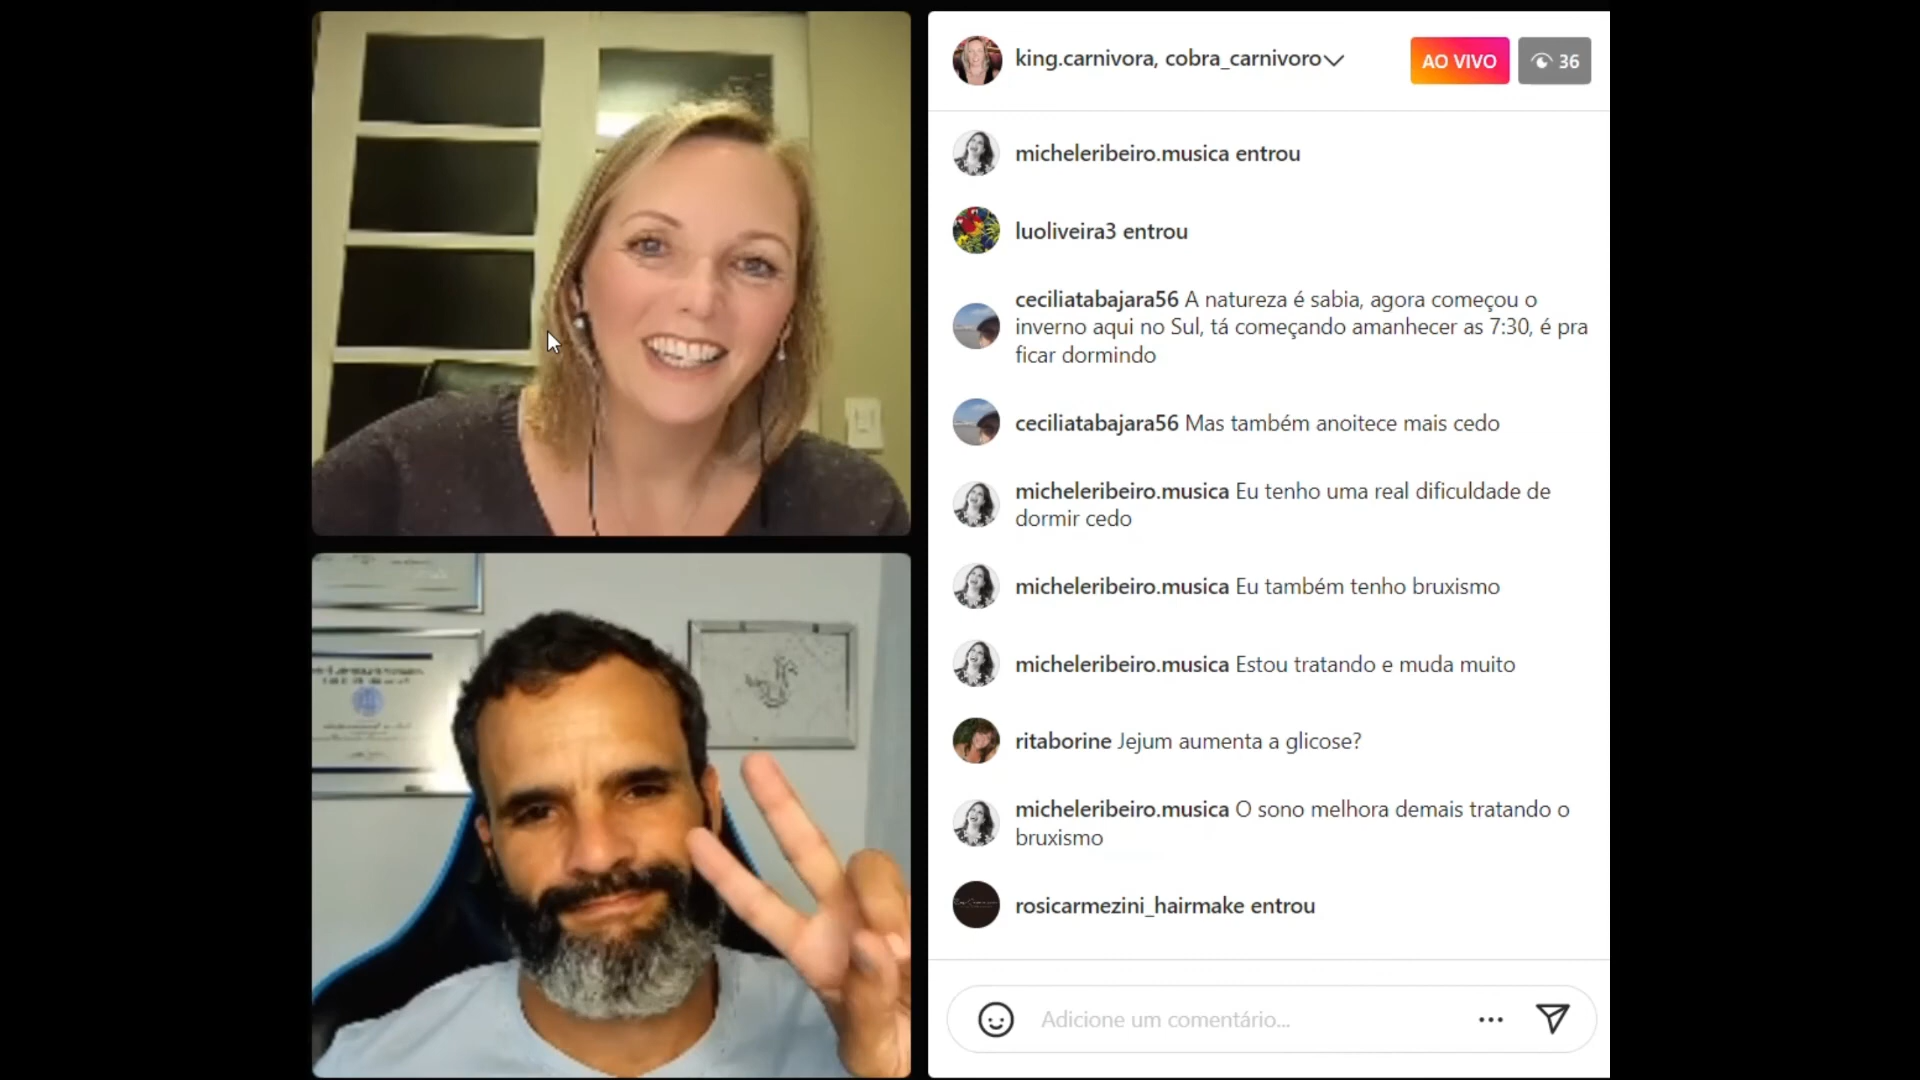 king.carnivora, cobra_carnivoro
AO VIVO
36
micheleribeiro.musica entrou
luoliveira3 entrou
ceciliatabajara56 A natureza é sabia, agora começou o
inverno aqui no Sul, tá começando amanhecer as 7:30, é pra
ficar dormindo
ceciliatabajara56 Mas também anoitece mais cedo
micheleribeiro.musica Eu tenho uma real dificuldade de
dormir cedo
micheleribeiro.musica Eu também tenho bruxismo
micheleribeiro.musica Estou tratando e muda muito
ritaborine Jejum aumenta a glicose?
micheleribeiro.musica O sono melhora demais tratando o
bruxismo
rosicarmezini_hairmake entrou
Adicione um comentário...